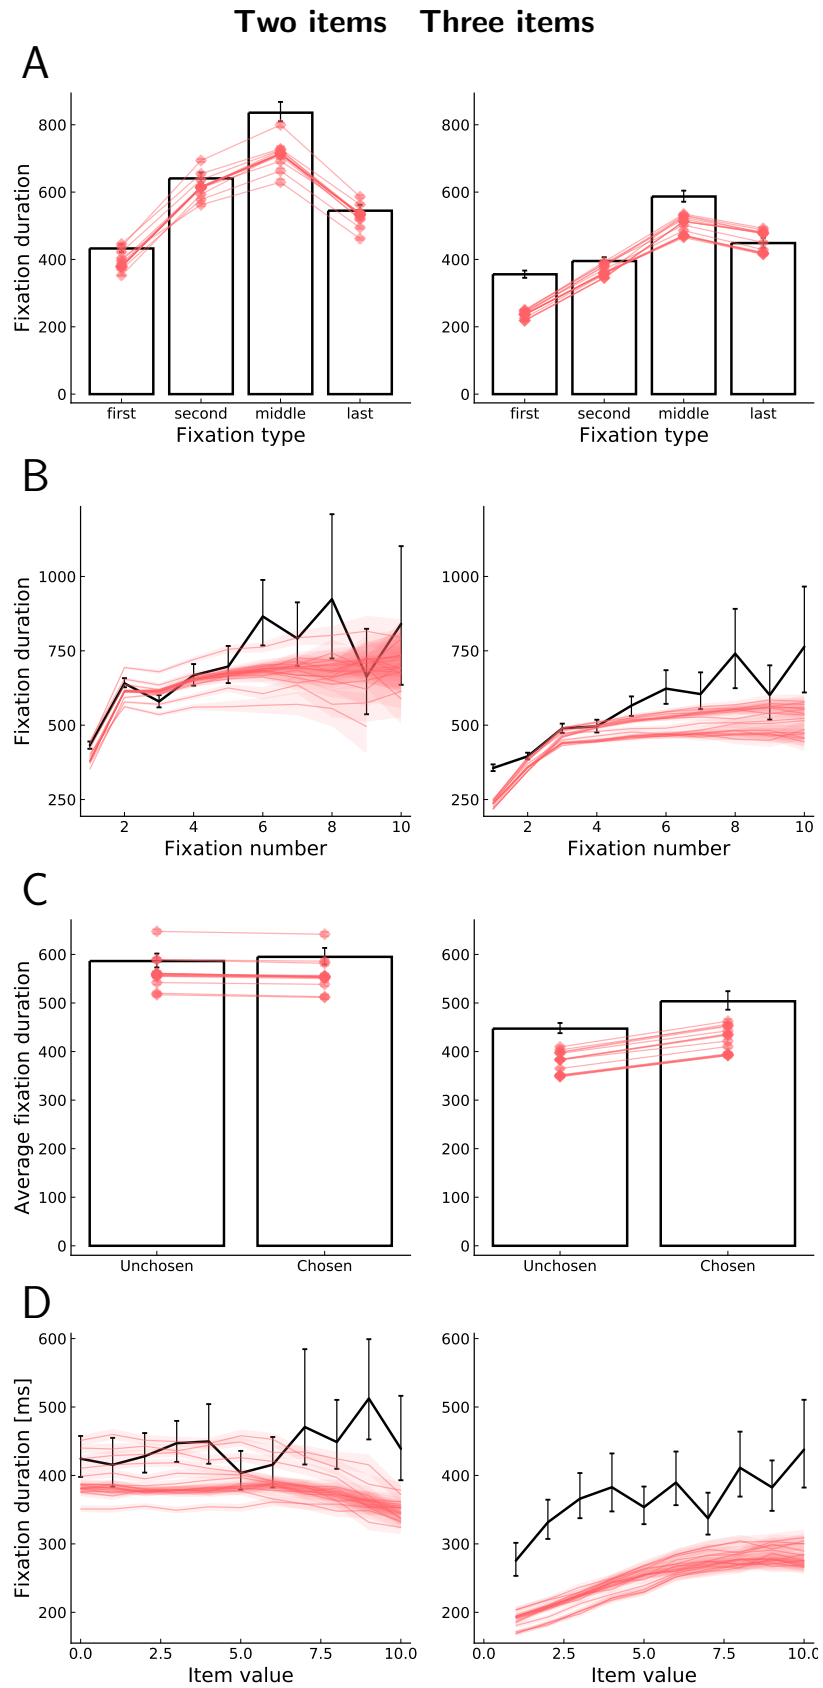 Two items Three items
A
Fixation duration
800
600
400
200
0
first second middle last
Fixation type
800
600
400
200
0
first second middle last
Fixation type
B
Fixation duration
1000
750
500
250
2 4 6 8 10
Fixation number
1000
750
500
250
2 4 6 8 10
Fixation number
C
Average fixation duration
600
500
400
300
200
100
0
Unchosen Chosen
600
500
400
300
200
100
0
Unchosen Chosen
D
Fixation duration [ms]
600
500
400
300
200
0.0 2.5 5.0 7.5 10.0
Item value
600
500
400
300
200
0.0 2.5 5.0 7.5 10.0
Item value